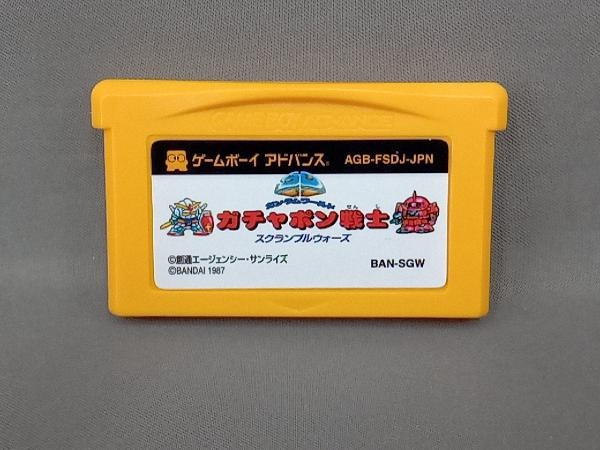 GAME BOY ADVANCE
ゲームボーイ アドバンス® AGB-FSDJ-JPN
SDガンダムワールド
せんし
ガチャポン戦士
スクランブルウォーズ
©創通エージェンシー・サンライズ
©BANDAI 1987
BAN-SGW